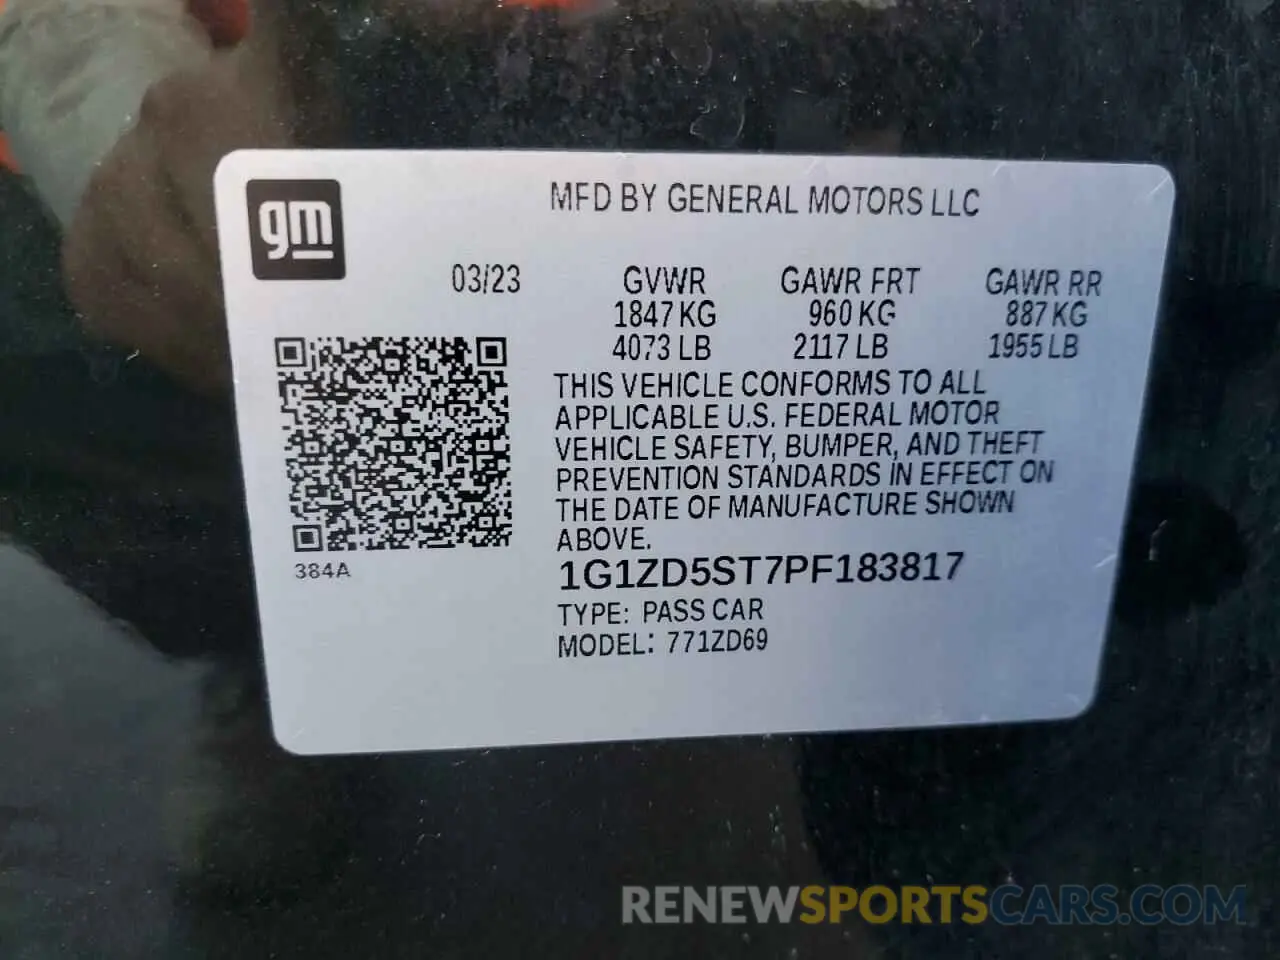 gm
MFD BY GENERAL MOTORS LLC
03/23 GVWR GAWR FRT GAWR RR
1847 KG 960 KG 887 KG
4073 LB 2117 LB 1955 LB
THIS VEHICLE CONFORMS TO ALL
APPLICABLE U.S. FEDERAL MOTOR
VEHICLE SAFETY, BUMPER, AND THEFT
PREVENTION STANDARDS IN EFFECT ON
THE DATE OF MANUFACTURE SHOWN
ABOVE.
384A
1G1ZD5ST7PF183817
TYPE: PASS CAR
MODEL: 771ZD69
RENEWSPORTSCARS.COM